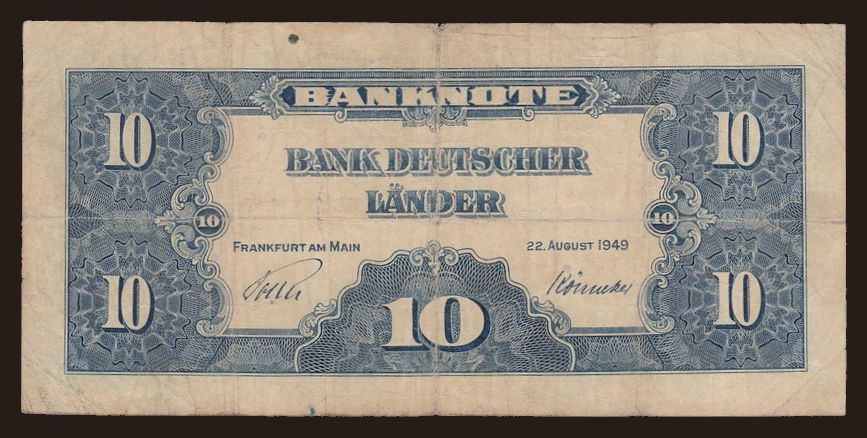 BANKNOTE
10 10
BANK DEUTSCHER
LÄNDER
10 10
FRANKFURT AM MAIN 22. AUGUST 1949
10 10 10